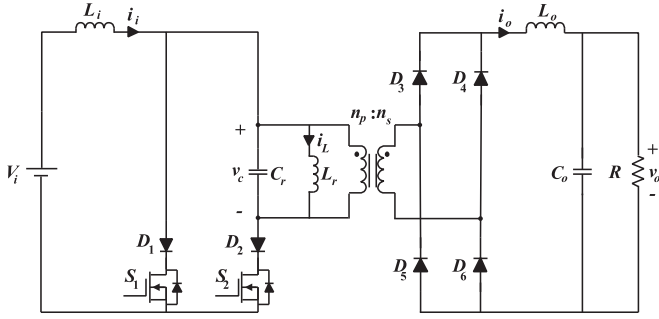 L_i i_i i_o L_o
D_3 D_4
n_p : n_s
+ i_L +
V_i v_c C_r L_r C_o R v_o
- -
D_1 D_2 D_5 D_6
S_1 S_2